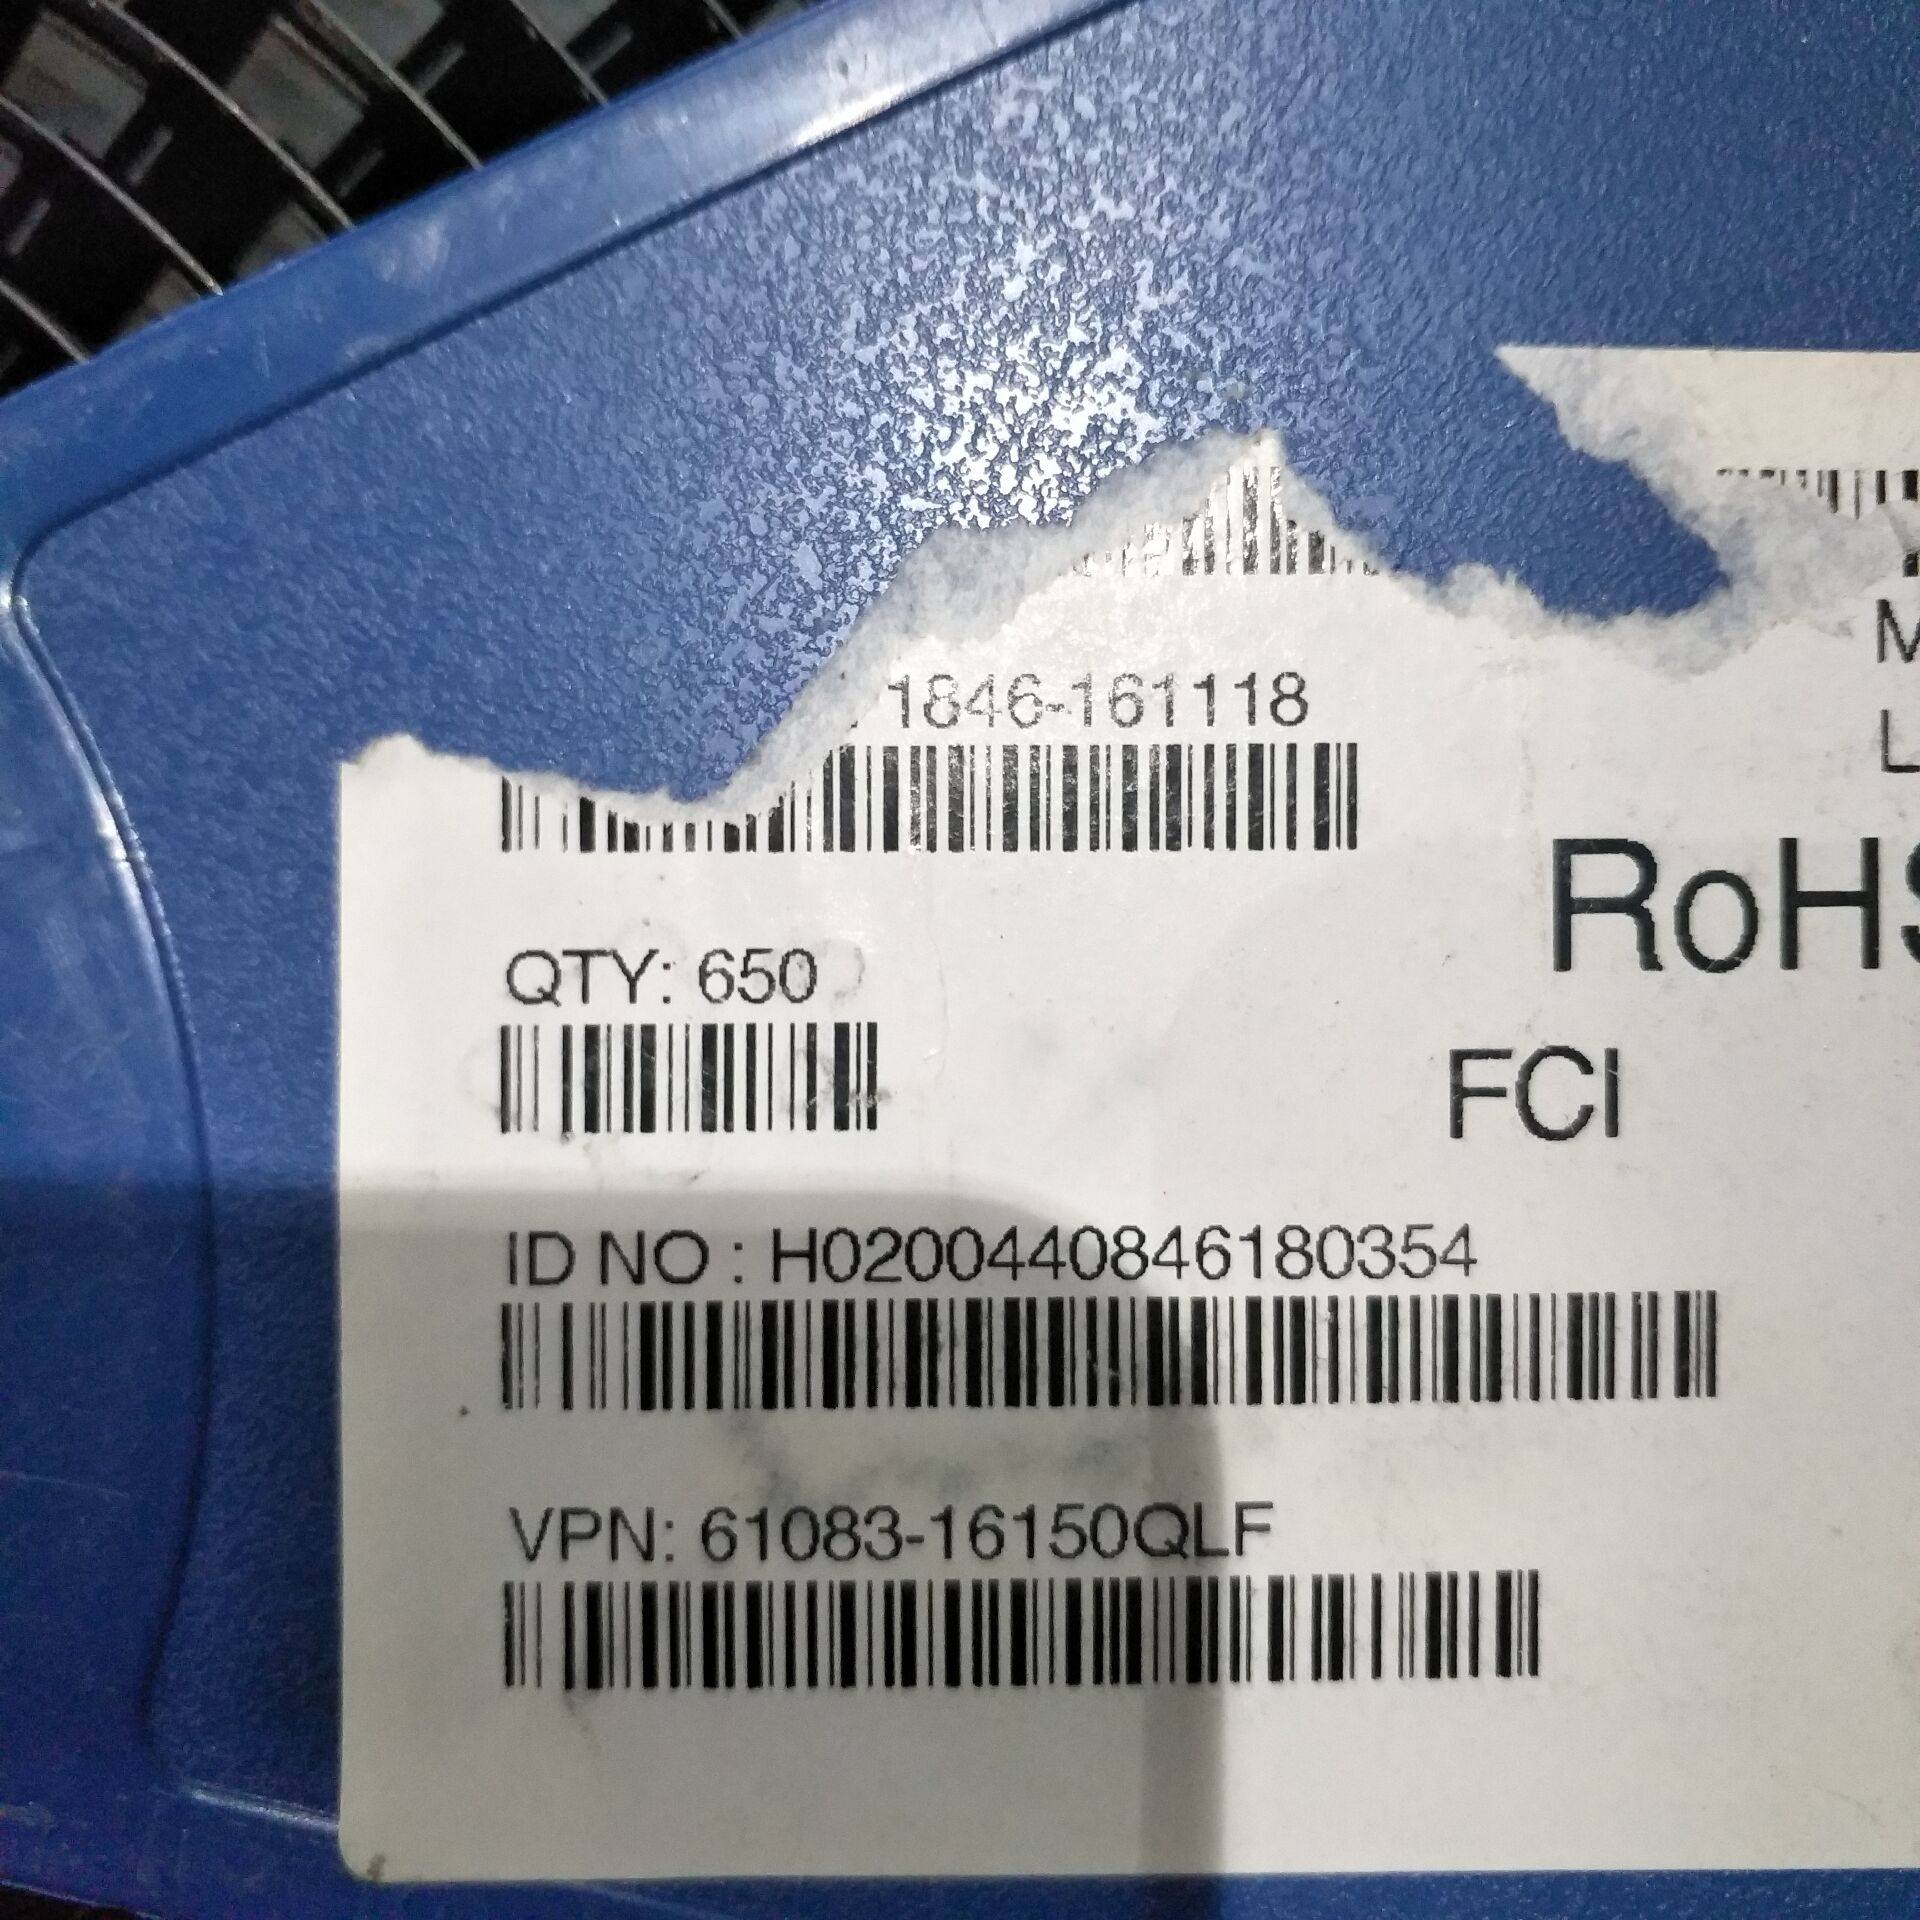 1846-161118
RoHS
QTY: 650
FCI
ID NO : H0200440846180354
VPN: 61083-16150QLF